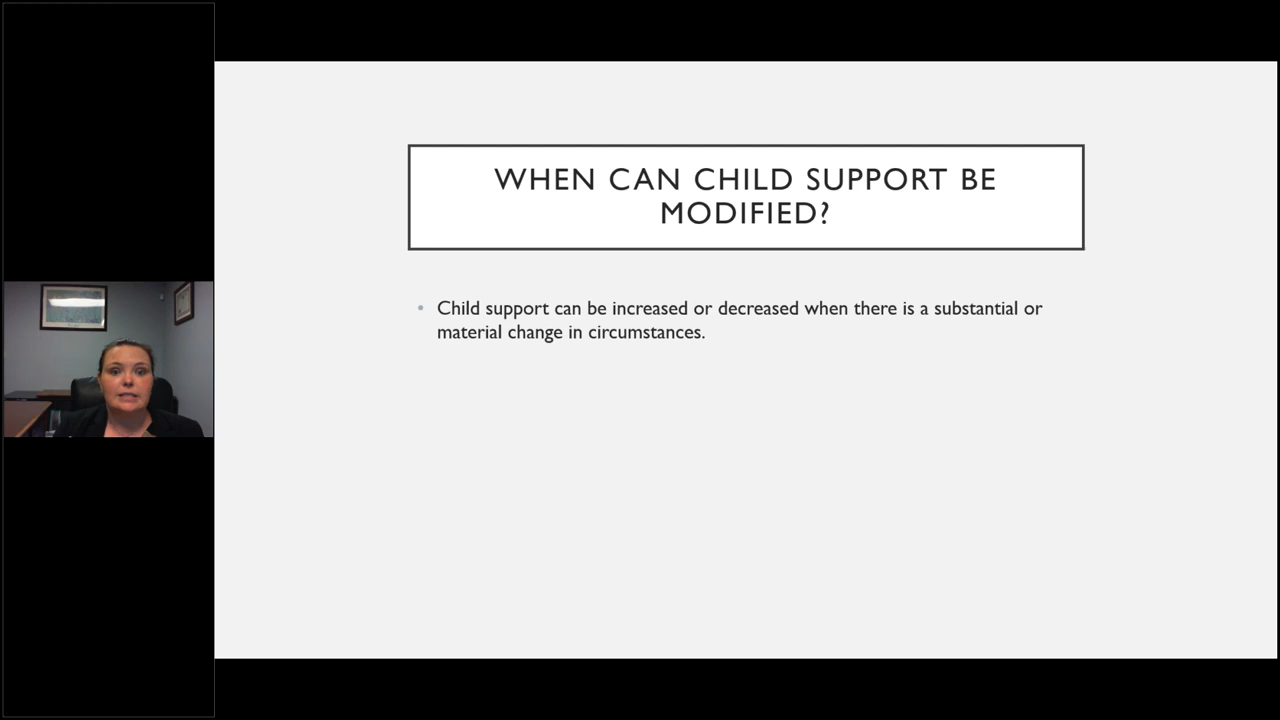 WHEN CAN CHILD SUPPORT BE
MODIFIED?
• Child support can be increased or decreased when there is a substantial or
material change in circumstances.